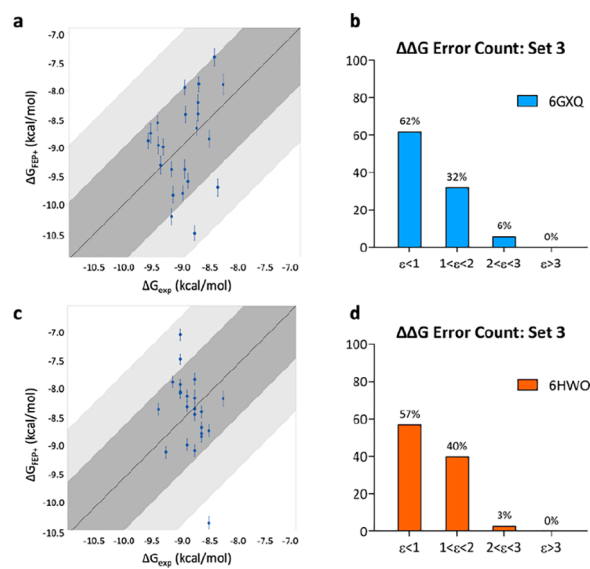 a
-7.0
-7.5
-8.0
-8.5
-9.0
-9.5
-10.0
-10.5
ΔG_FEP+ (kcal/mol)
-10.5 -10.0 -9.5 -9.0 -8.5 -8.0 -7.5 -7.0
ΔG_exp (kcal/mol)
b
ΔΔG Error Count: Set 3
100
80
60
40
20
0
6GXQ
62%
32%
6%
0%
ε<1 1<ε<2 2<ε<3 ε>3
c
-7.0
-7.5
-8.0
-8.5
-9.0
-9.5
-10.0
-10.5
ΔG_FEP+ (kcal/mol)
-10.5 -10.0 -9.5 -9.0 -8.5 -8.0 -7.5 -7.0
ΔG_exp (kcal/mol)
d
ΔΔG Error Count: Set 3
100
80
60
40
20
0
6HWO
57%
40%
3%
0%
ε<1 1<ε<2 2<ε<3 ε>3